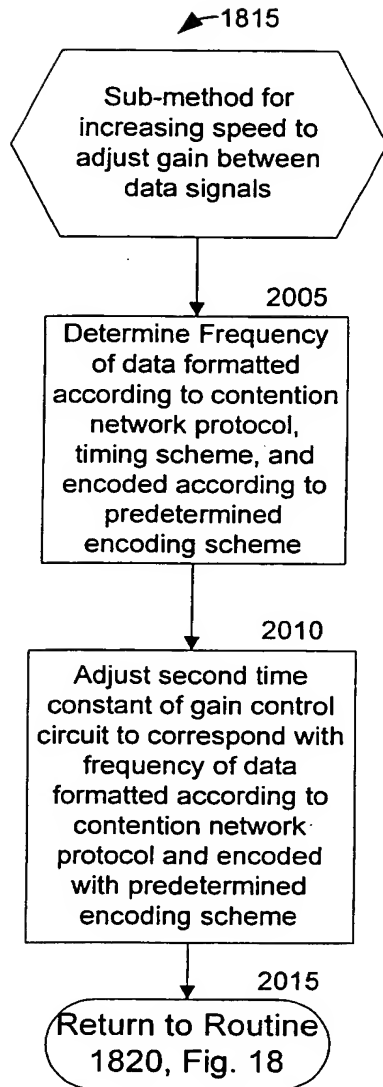 1815
Sub-method for
increasing speed to
adjust gain between
data signals
2005
Determine Frequency
of data formatted
according to contention
network protocol,
timing scheme, and
encoded according to
predetermined
encoding scheme
2010
Adjust second time
constant of gain control
circuit to correspond with
frequency of data
formatted according to
contention network
protocol and encoded
with predetermined
encoding scheme
2015
Return to Routine
1820, Fig. 18